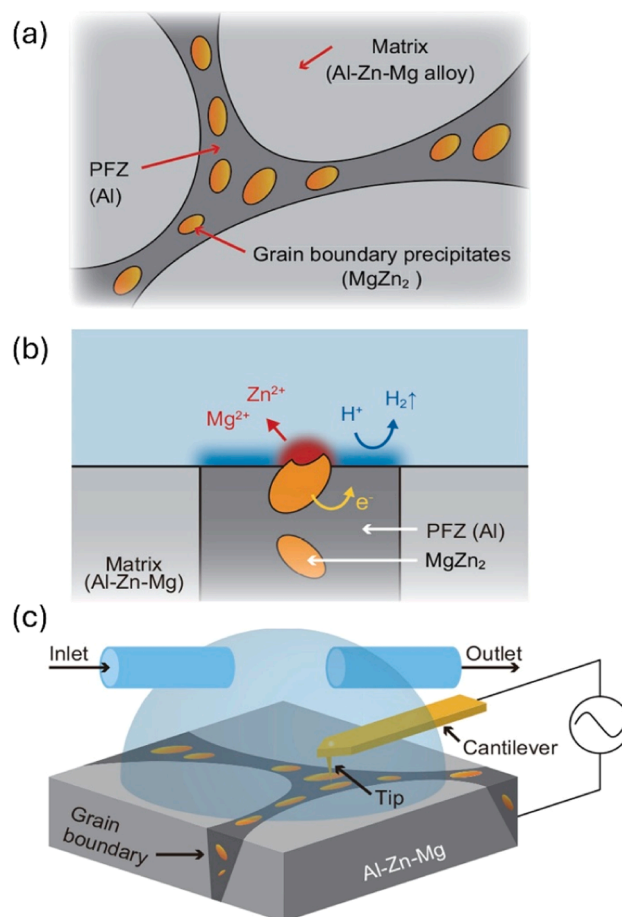 (a)
Matrix
(Al-Zn-Mg alloy)
PFZ
(Al)
Grain boundary precipitates
(MgZn₂ )
(b)
Zn²⁺
Mg²⁺
H⁺
H₂↑
e⁻
PFZ (Al)
MgZn₂
Matrix
(Al-Zn-Mg)
(c)
Inlet
Outlet
Cantilever
Tip
Grain
boundary
Al-Zn-Mg